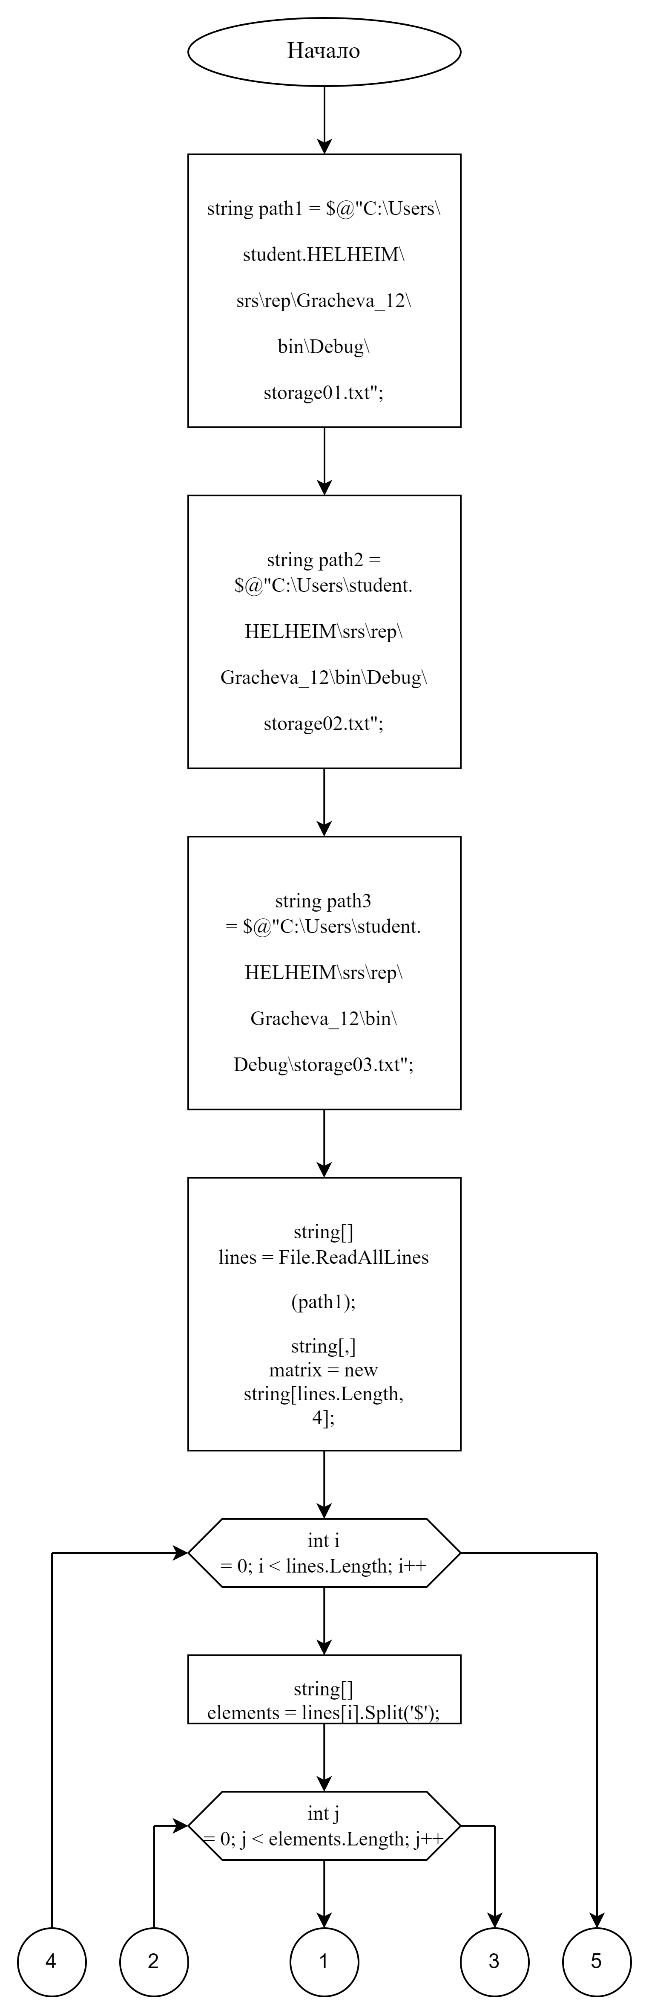 Начало
string path1 = $@"C:\Users\
student.HELHEIM\
srs\rep\Gracheva_12\
bin\Debug\
storage01.txt";
string path2 =
$@"C:\Users\student.
HELHEIM\srs\rep\
Gracheva_12\bin\Debug\
storage02.txt";
string path3
= $@"C:\Users\student.
HELHEIM\srs\rep\
Gracheva_12\bin\
Debug\storage03.txt";
string[]
lines = File.ReadAllLines
(path1);
string[,]
matrix = new
string[lines.Length,
4];
int i
= 0; i < lines.Length; i++
string[]
elements = lines[i].Split('$');
int j
= 0; j < elements.Length; j++
4
2
1
3
5